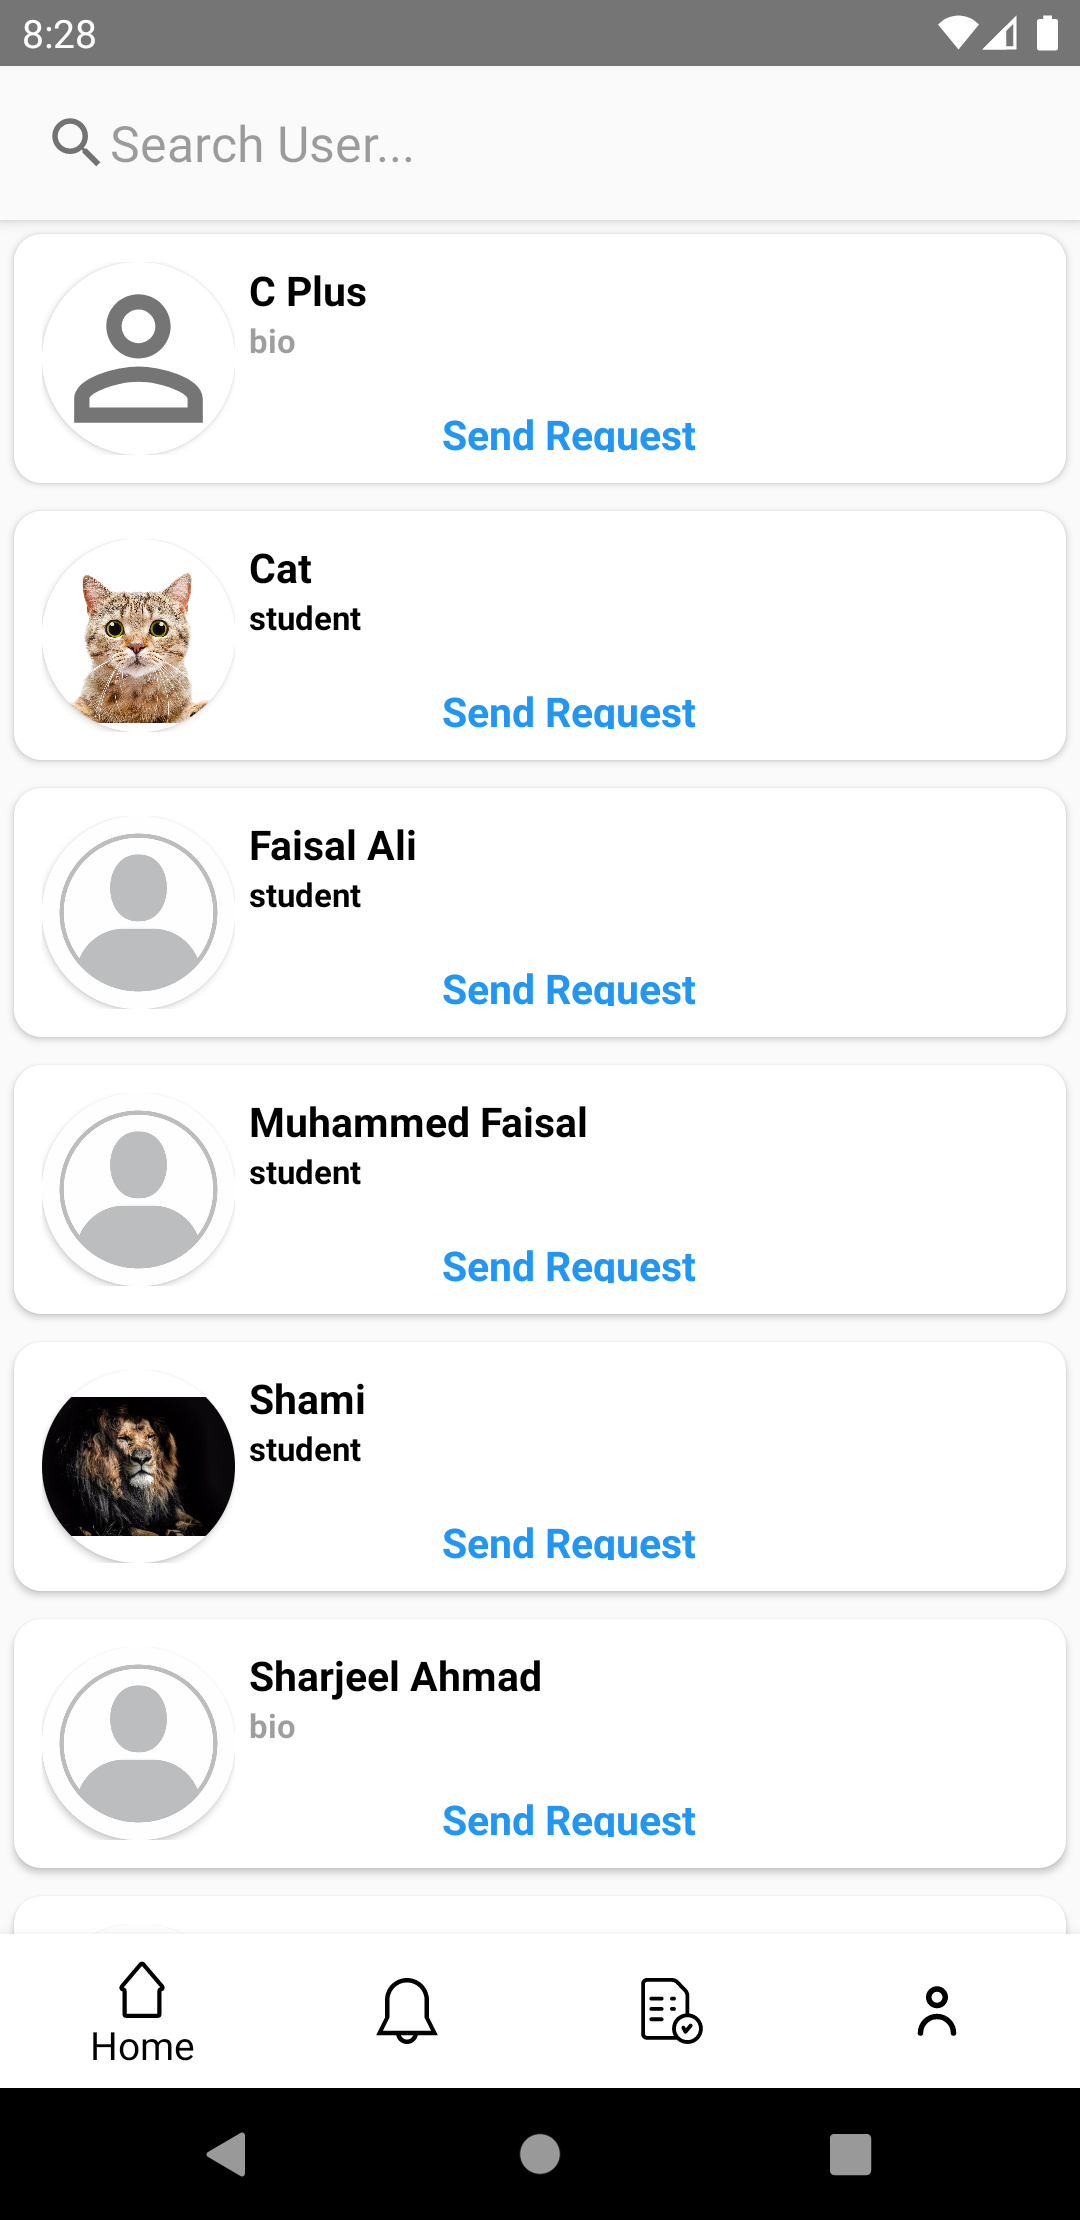 8:28
Search User...
C Plus
bio
Send Request
Cat
student
Send Request
Faisal Ali
student
Send Request
Muhammed Faisal
student
Send Request
Shami
student
Send Request
Sharjeel Ahmad
bio
Send Request
Home